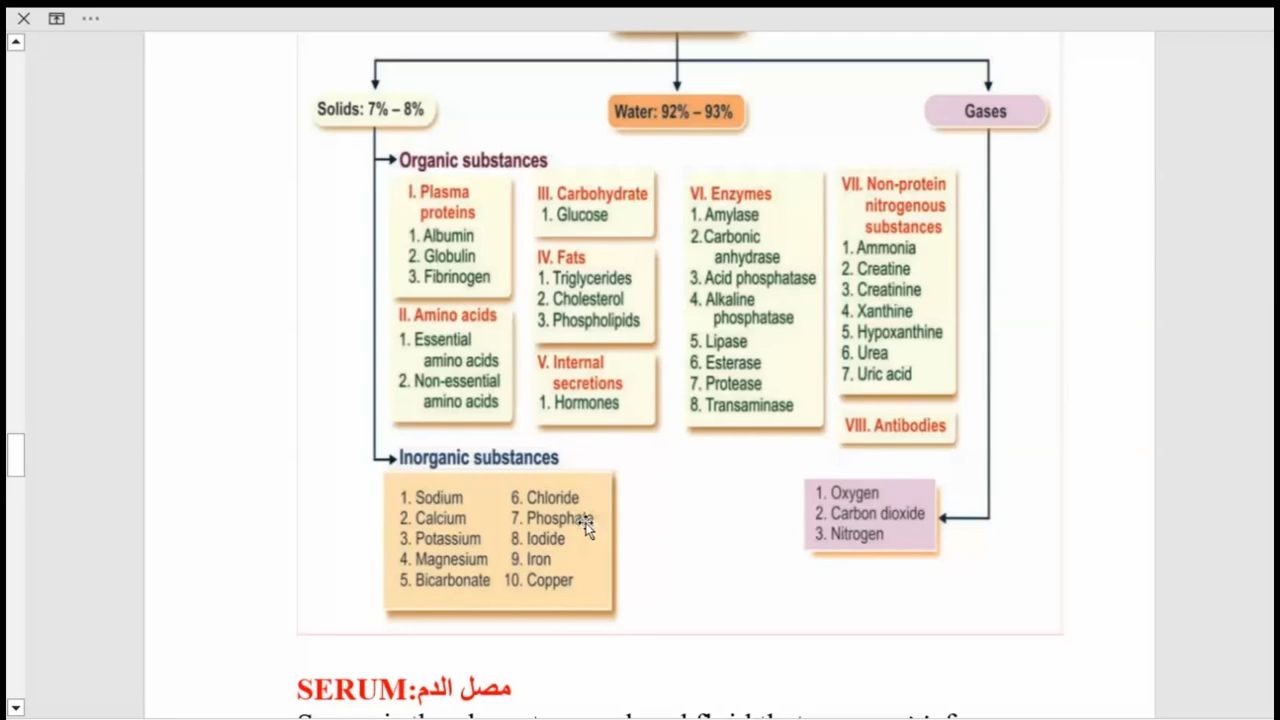 Solids: 7% – 8%
Water: 92% – 93%
Gases
Organic substances
I. Plasma
proteins
1. Albumin
2. Globulin
3. Fibrinogen
II. Amino acids
1. Essential
amino acids
2. Non-essential
amino acids
III. Carbohydrate
1. Glucose
IV. Fats
1. Triglycerides
2. Cholesterol
3. Phospholipids
V. Internal
secretions
1. Hormones
VI. Enzymes
1. Amylase
2. Carbonic
anhydrase
3. Acid phosphatase
4. Alkaline
phosphatase
5. Lipase
6. Esterase
7. Protease
8. Transaminase
VII. Non-protein
nitrogenous
substances
1. Ammonia
2. Creatine
3. Creatinine
4. Xanthine
5. Hypoxanthine
6. Urea
7. Uric acid
VIII. Antibodies
Inorganic substances
1. Sodium
2. Calcium
3. Potassium
4. Magnesium
5. Bicarbonate
6. Chloride
7. Phosphate
8. Iodide
9. Iron
10. Copper
1. Oxygen
2. Carbon dioxide
3. Nitrogen
SERUM:مصل الدم